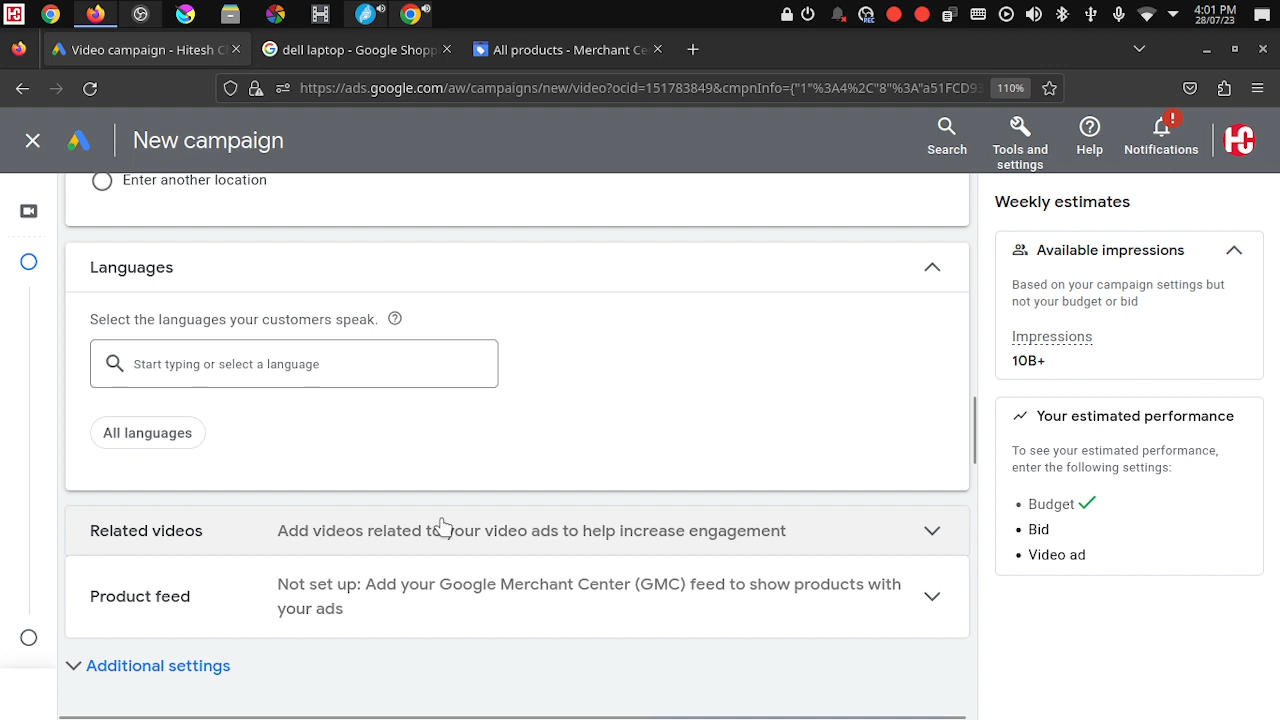 4:01 PM
28/07/23
Video campaign - Hitesh C
dell laptop - Google Shopp
All products - Merchant Ce
https://ads.google.com/aw/campaigns/new/video?ocid=151783849&cmpnInfo={"1"%3A4%2C"8"%3A"a51FCD93
110%
New campaign
Search
Tools and
settings
Help
Notifications
Enter another location
Weekly estimates
Available impressions
Based on your campaign settings but
not your budget or bid
Impressions
10B+
Languages
Select the languages your customers speak.
Start typing or select a language
All languages
Your estimated performance
To see your estimated performance,
enter the following settings:
• Budget
• Bid
• Video ad
Related videos
Add videos related to your video ads to help increase engagement
Product feed
Not set up: Add your Google Merchant Center (GMC) feed to show products with
your ads
Additional settings